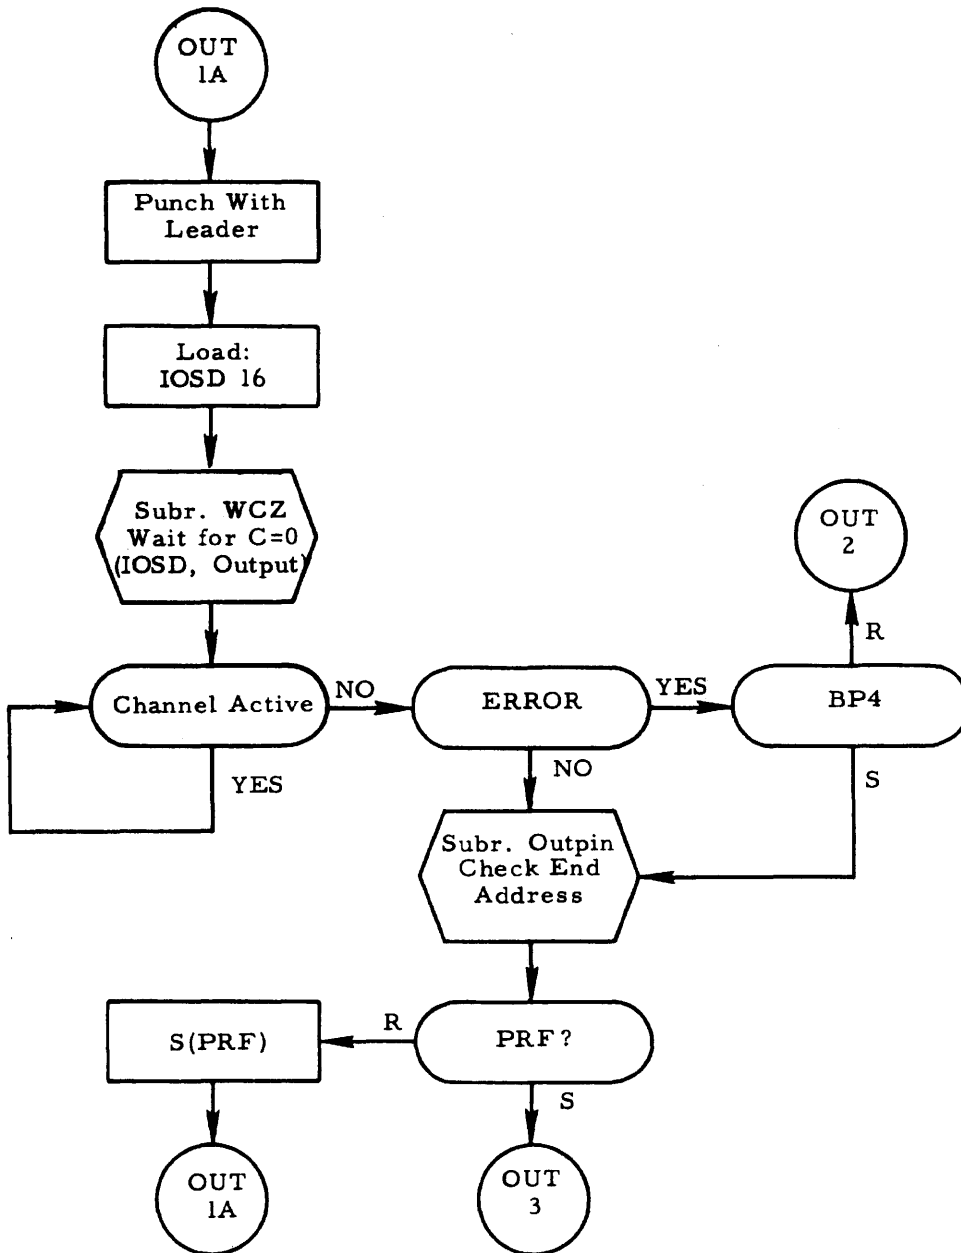 OUT
1A
Punch With
Leader
Load:
IOSD 16
Subr. WCZ
Wait for C=0
(IOSD, Output)
OUT
2
R
Channel Active
NO
ERROR
YES
BP4
YES
NO
S
Subr. Outpin
Check End
Address
S(PRF)
R
PRF?
S
OUT
1A
OUT
3